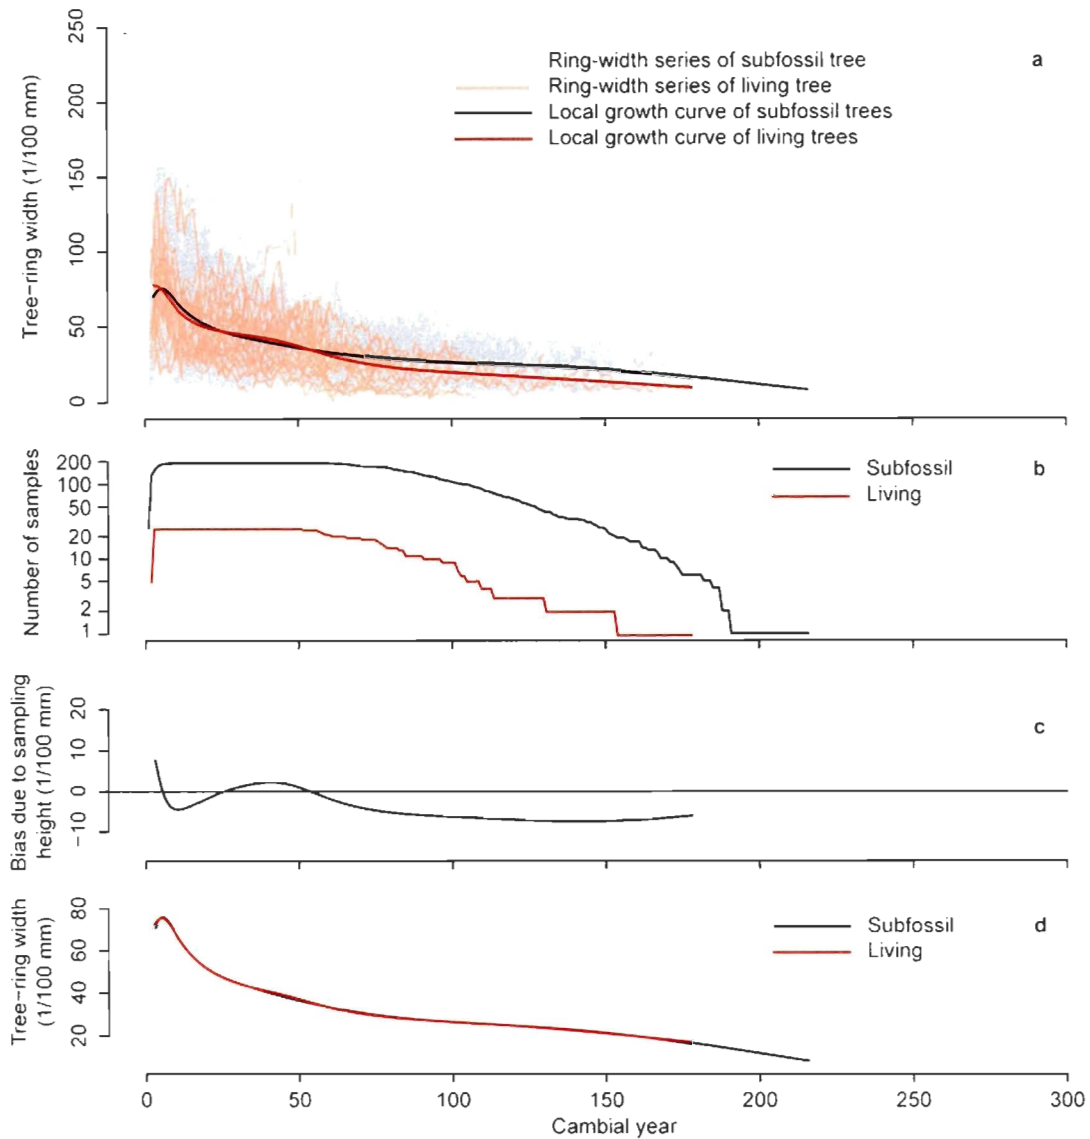 250
200
150
100
50
0
Tree-ring width (1/100 mm)
Ring-width series of subfossil tree
Ring-width series of living tree
Local growth curve of subfossil trees
Local growth curve of living trees
a
200
100
50
20
10
5
2
1
Number of samples
Subfossil
Living
b
20
10
0
-10
Bias due to sampling
height (1/100 mm)
c
80
60
40
20
Tree-ring width
(1/100 mm)
Subfossil
Living
d
0 50 100 150 200 250 300
Cambial year